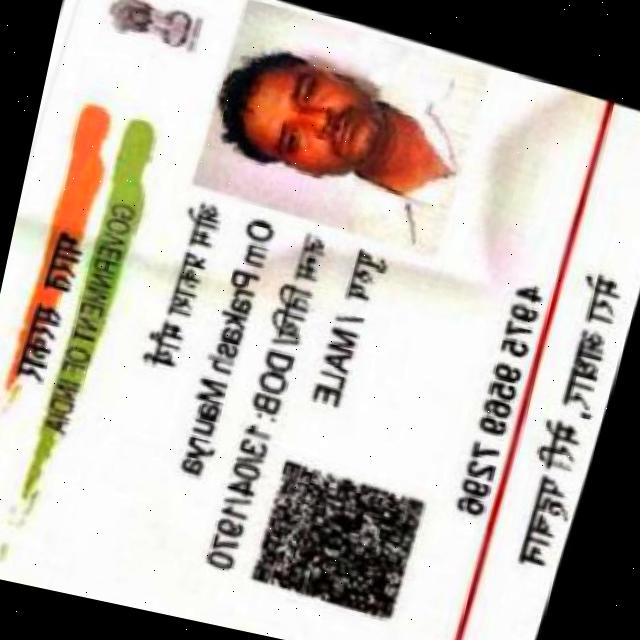 भारत सरकार
GOVERNMENT OF INDIA
ओम प्रकाश मौर्य
Om Prakash Maurya
जन्म तिथि / DOB: 13/04/1970
पुरुष / MALE
4975 9569 7296
मेरा आधार, मेरी पहचान